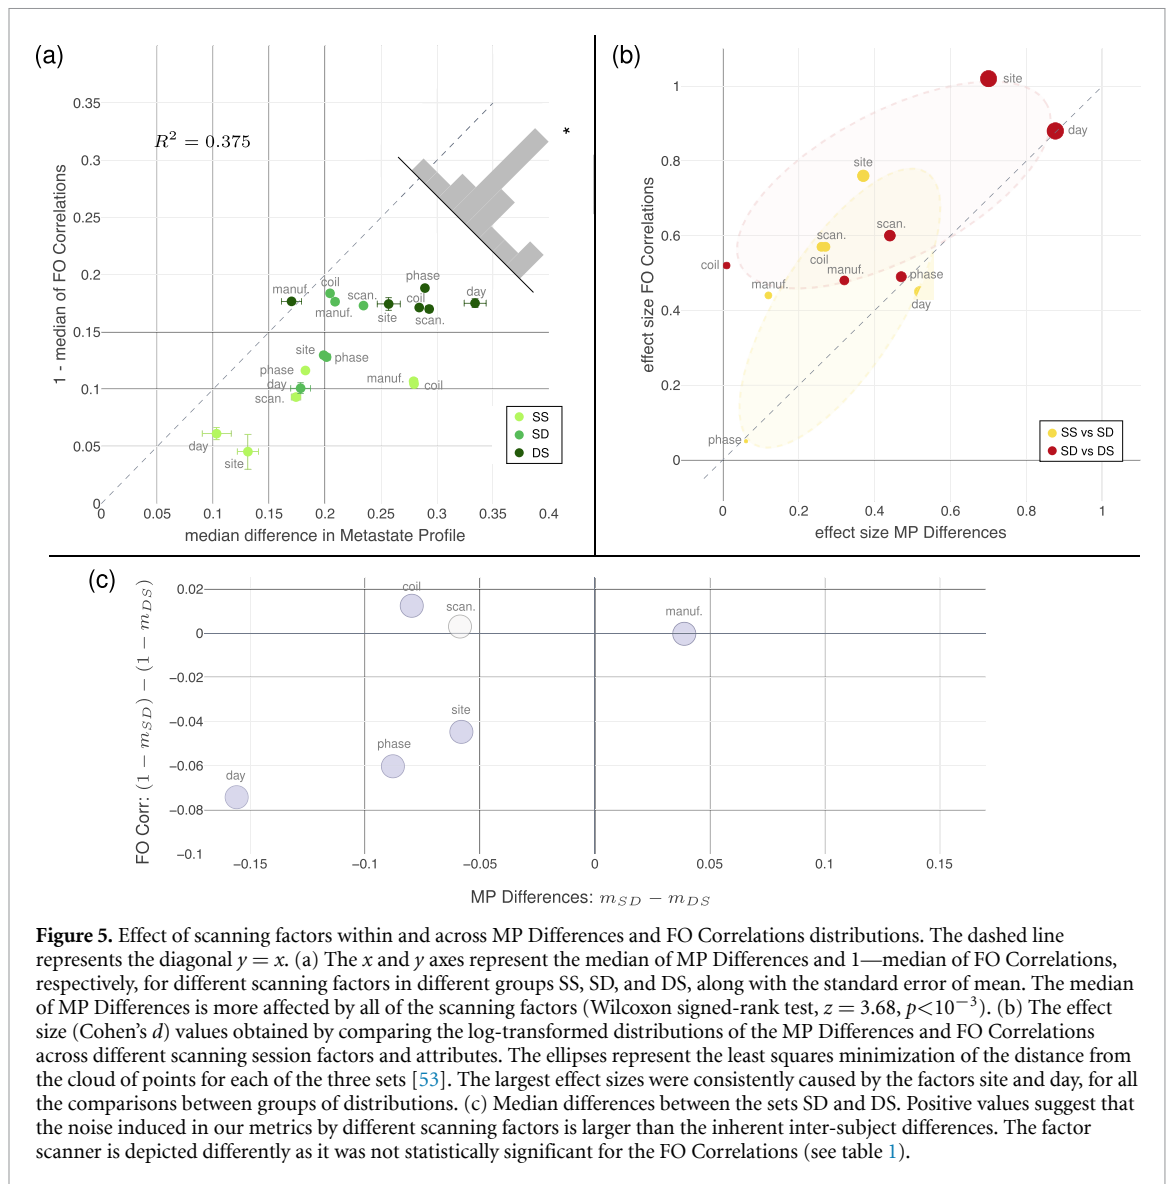 (a)
1 - median of FO Correlations
0.35
0.3
0.25
0.2
0.15
0.1
0.05
0
R² = 0.375
*
manuf.
coil
manuf.
scan.
site
phase
coil
scan.
day
site
phase
phase
day
scan.
manuf.
coil
day
site
SS
SD
DS
0
0.05
0.1
0.15
0.2
0.25
0.3
0.35
0.4
median difference in Metastate Profile
(b)
effect size FO Correlations
1
0.8
0.6
0.4
0.2
0
site
day
site
scan.
coil
scan.
coil
manuf.
manuf.
phase
day
phase
SS vs SD
SD vs DS
0
0.2
0.4
0.6
0.8
1
effect size MP Differences
(c)
FO Corr: (1 − m_SD) − (1 − m_DS)
0.02
0
−0.02
−0.04
−0.06
−0.08
−0.1
coil
scan.
manuf.
site
phase
day
−0.15
−0.1
−0.05
0
0.05
0.1
0.15
MP Differences: m_SD − m_DS
Figure 5. Effect of scanning factors within and across MP Differences and FO Correlations distributions. The dashed line
represents the diagonal y = x. (a) The x and y axes represent the median of MP Differences and 1—median of FO Correlations,
respectively, for different scanning factors in different groups SS, SD, and DS, along with the standard error of mean. The median
of MP Differences is more affected by all of the scanning factors (Wilcoxon signed-rank test, z = 3.68, p<10⁻³). (b) The effect
size (Cohen's d) values obtained by comparing the log-transformed distributions of the MP Differences and FO Correlations
across different scanning session factors and attributes. The ellipses represent the least squares minimization of the distance from
the cloud of points for each of the three sets [53]. The largest effect sizes were consistently caused by the factors site and day, for all
the comparisons between groups of distributions. (c) Median differences between the sets SD and DS. Positive values suggest that
the noise induced in our metrics by different scanning factors is larger than the inherent inter-subject differences. The factor
scanner is depicted differently as it was not statistically significant for the FO Correlations (see table 1).